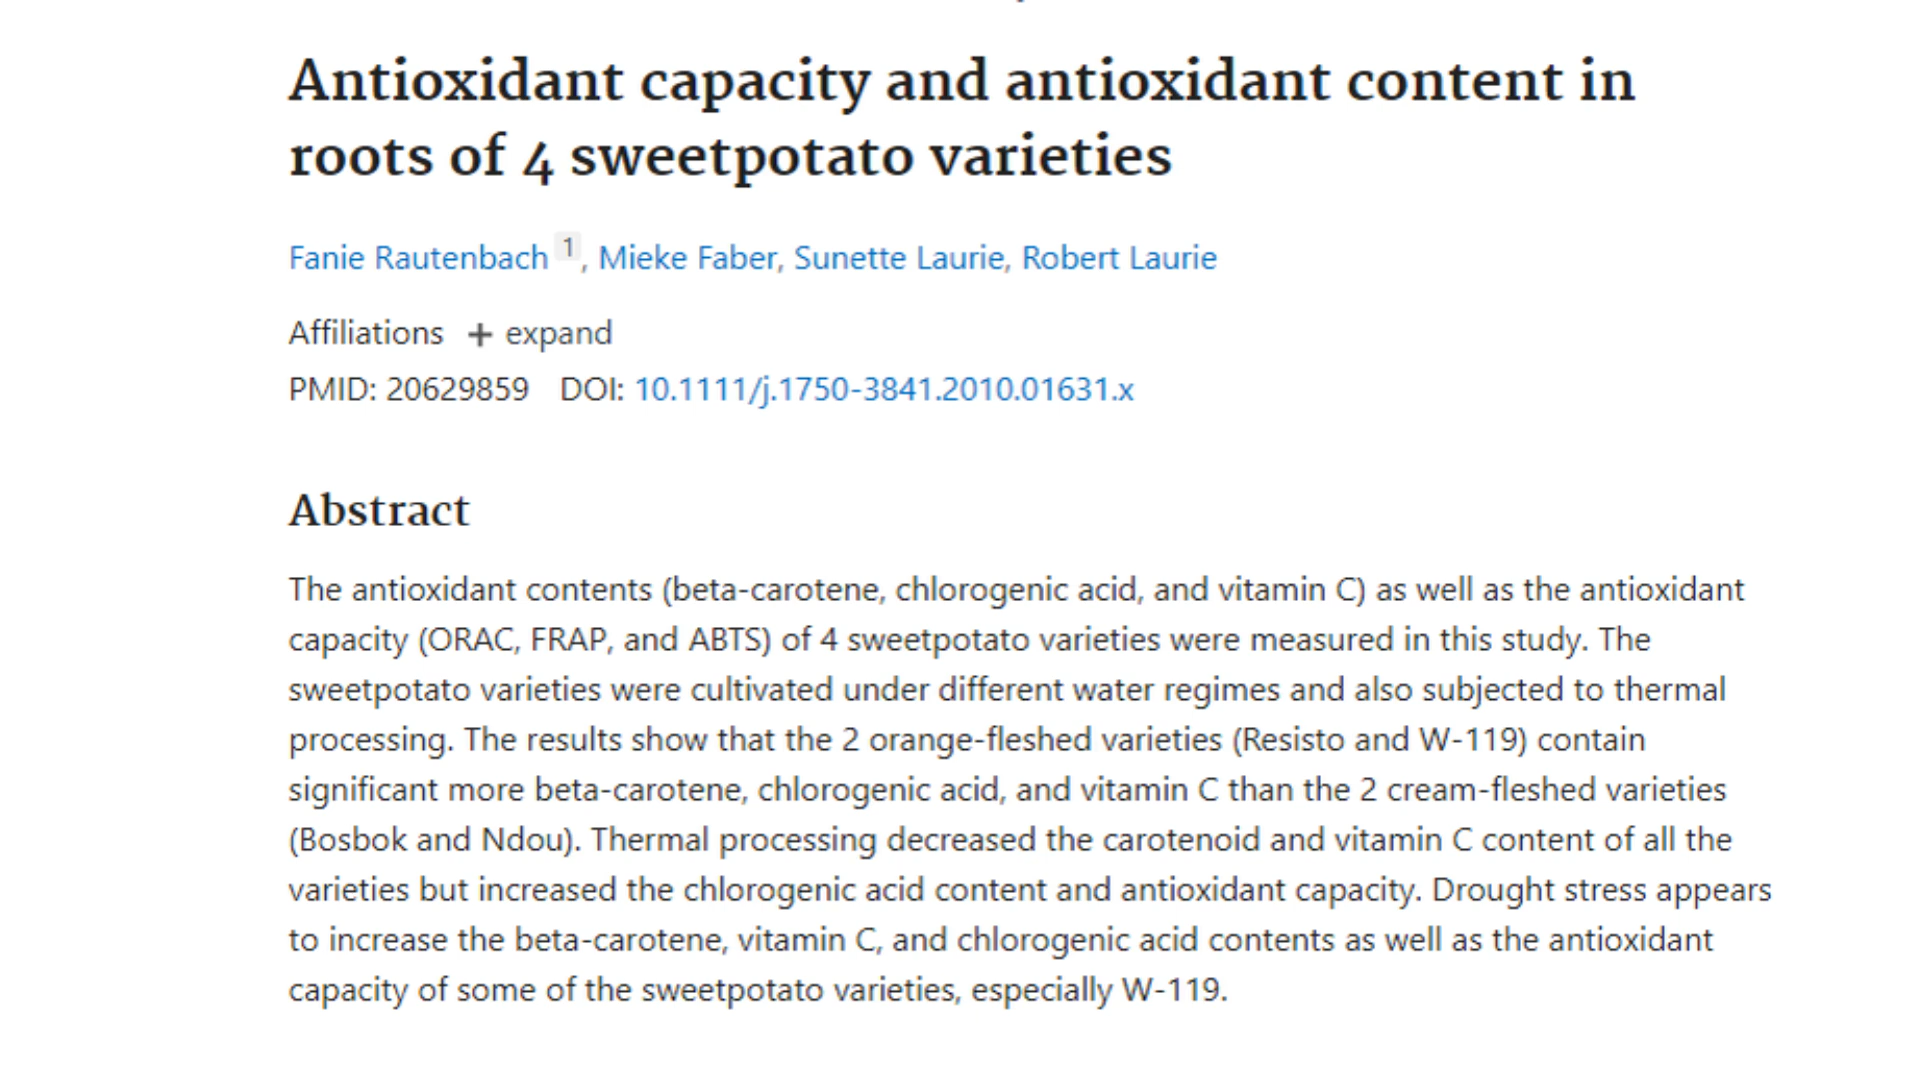 Antioxidant capacity and antioxidant content in
roots of 4 sweetpotato varieties
Fanie Rautenbach 1, Mieke Faber, Sunette Laurie, Robert Laurie
Affiliations + expand
PMID: 20629859 DOI: 10.1111/j.1750-3841.2010.01631.x
Abstract
The antioxidant contents (beta-carotene, chlorogenic acid, and vitamin C) as well as the antioxidant
capacity (ORAC, FRAP, and ABTS) of 4 sweetpotato varieties were measured in this study. The
sweetpotato varieties were cultivated under different water regimes and also subjected to thermal
processing. The results show that the 2 orange-fleshed varieties (Resisto and W-119) contain
significant more beta-carotene, chlorogenic acid, and vitamin C than the 2 cream-fleshed varieties
(Bosbok and Ndou). Thermal processing decreased the carotenoid and vitamin C content of all the
varieties but increased the chlorogenic acid content and antioxidant capacity. Drought stress appears
to increase the beta-carotene, vitamin C, and chlorogenic acid contents as well as the antioxidant
capacity of some of the sweetpotato varieties, especially W-119.